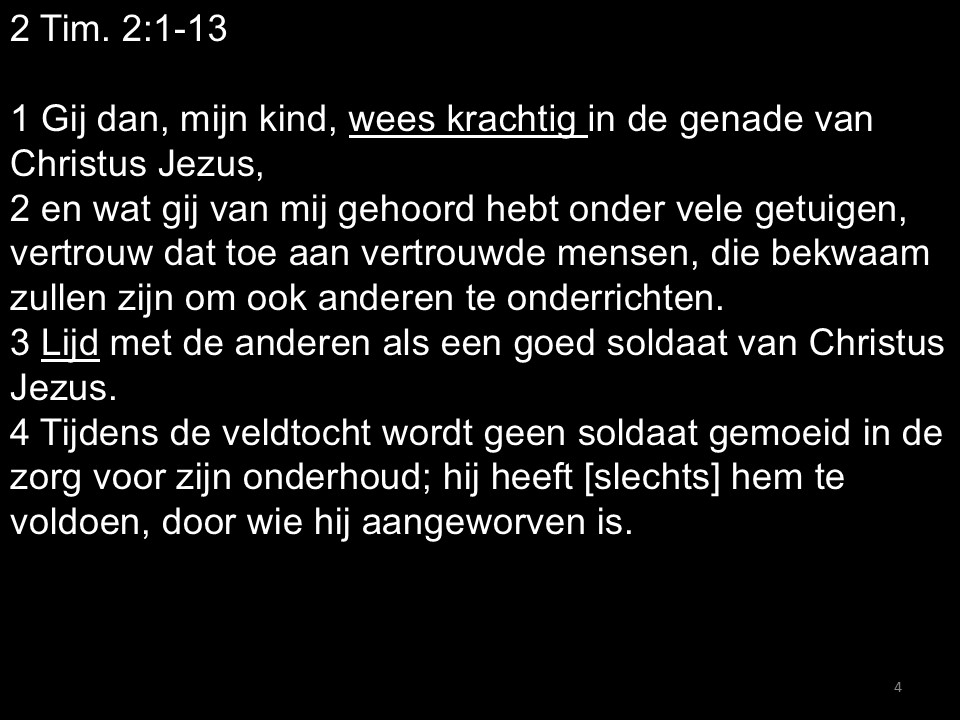 2 Tim. 2:1-13
1 Gij dan, mijn kind, wees krachtig in de genade van
Christus Jezus,
2 en wat gij van mij gehoord hebt onder vele getuigen,
vertrouw dat toe aan vertrouwde mensen, die bekwaam
zullen zijn om ook anderen te onderrichten.
3 Lijd met de anderen als een goed soldaat van Christus
Jezus.
4 Tijdens de veldtocht wordt geen soldaat gemoeid in de
zorg voor zijn onderhoud; hij heeft [slechts] hem te
voldoen, door wie hij aangeworven is.
4